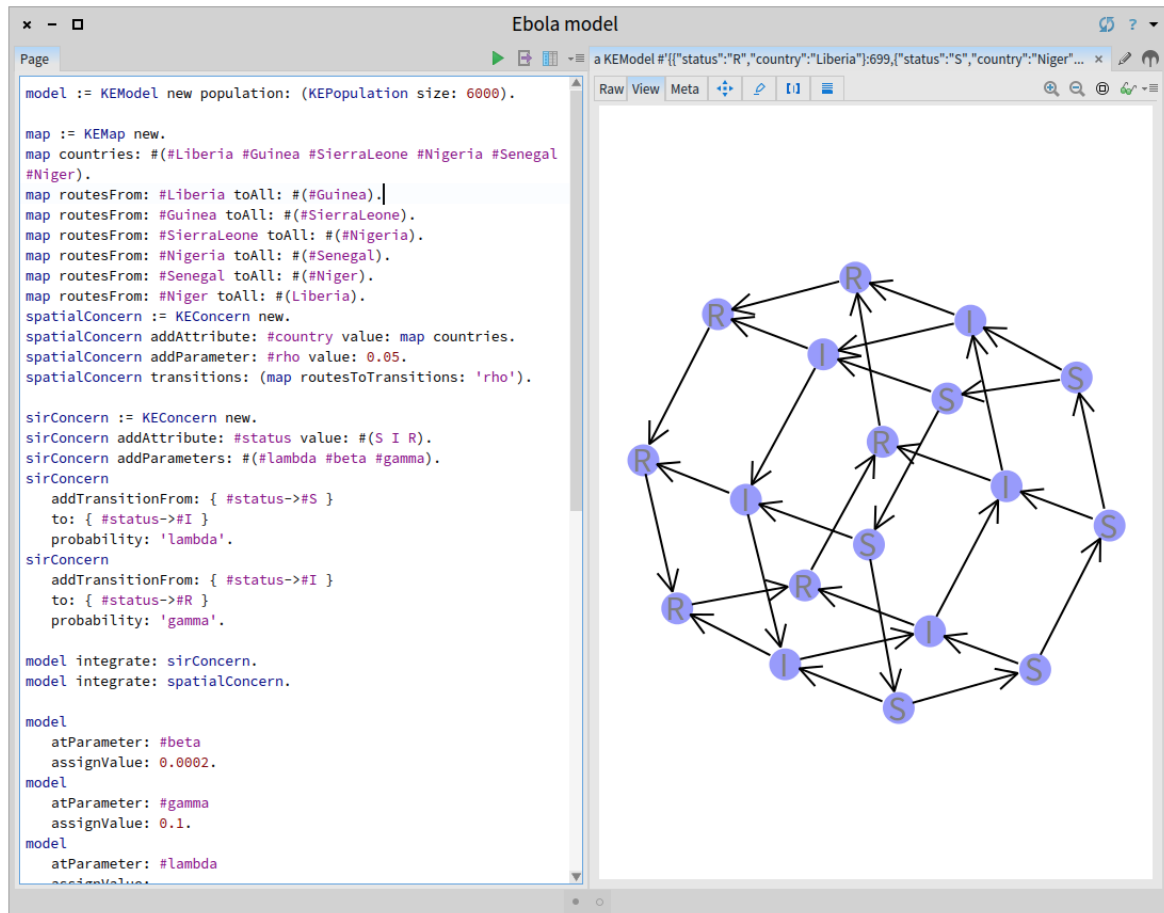 Ebola model
?
Page
a KEModel #'{{"status":"R","country":"Liberia"}:699,{"status":"S","country":"Niger"...
Raw View Meta
model := KEModel new population: (KEPopulation size: 6000).
map := KEMap new.
map countries: #(#Liberia #Guinea #SierraLeone #Nigeria #Senegal
#Niger).
map routesFrom: #Liberia toAll: #(#Guinea).
map routesFrom: #Guinea toAll: #(#SierraLeone).
map routesFrom: #SierraLeone toAll: #(#Nigeria).
map routesFrom: #Nigeria toAll: #(#Senegal).
map routesFrom: #Senegal toAll: #(#Niger).
map routesFrom: #Niger toAll: #(Liberia).
spatialConcern := KEConcern new.
spatialConcern addAttribute: #country value: map countries.
spatialConcern addParameter: #rho value: 0.05.
spatialConcern transitions: (map routesToTransitions: 'rho').
sirConcern := KEConcern new.
sirConcern addAttribute: #status value: #(S I R).
sirConcern addParameters: #(#lambda #beta #gamma).
sirConcern
addTransitionFrom: { #status->#S }
to: { #status->#I }
probability: 'lambda'.
sirConcern
addTransitionFrom: { #status->#I }
to: { #status->#R }
probability: 'gamma'.
model integrate: sirConcern.
model integrate: spatialConcern.
model
atParameter: #beta
assignValue: 0.0002.
model
atParameter: #gamma
assignValue: 0.1.
model
atParameter: #lambda
assignValue:
R
R
I
I
S
S
R
R
I
I
S
S
R
R
I
I
S
S